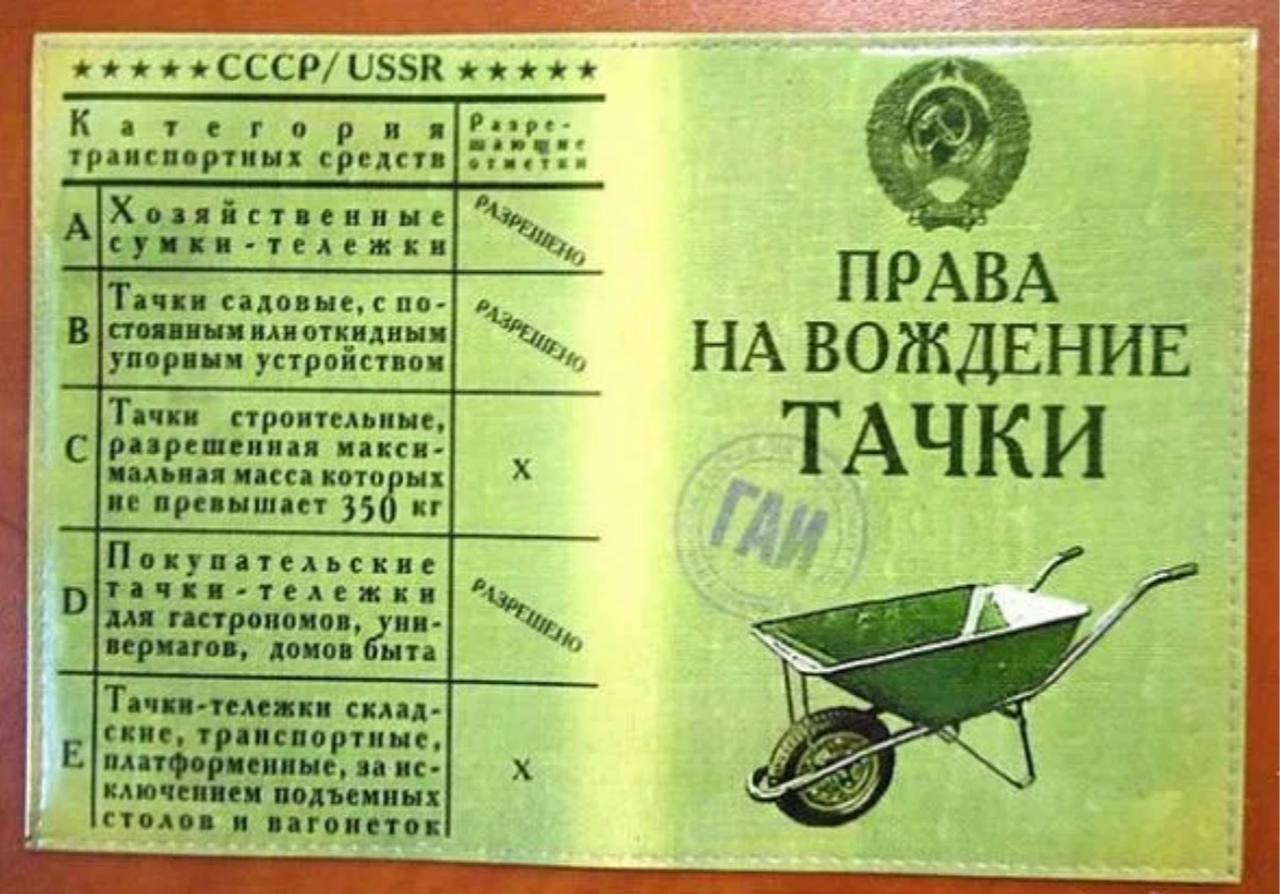 ★★★★★СССР/USSR★★★★★
Категория
транспортных средств
Разре-
шающие
отметки
A
Хозяйственные
сумки-тележки
РАЗРЕШЕНО
B
Тачки садовые, с по-
стоянным или откидным
упорным устройством
РАЗРЕШЕНО
C
Тачки строительные,
разрешенная макси-
мальная масса которых
не превышает 350 кг
X
D
Покупательские
тачки-тележки
для гастрономов, уни-
вермагов, домов быта
РАЗРЕШЕНО
E
Тачки-тележки склад-
ские, транспортные,
платформенные, за ис-
ключением подъемных
столов и вагонеток
X
ПРАВА
НА ВОЖДЕНИЕ
ТАЧКИ
ГАИ